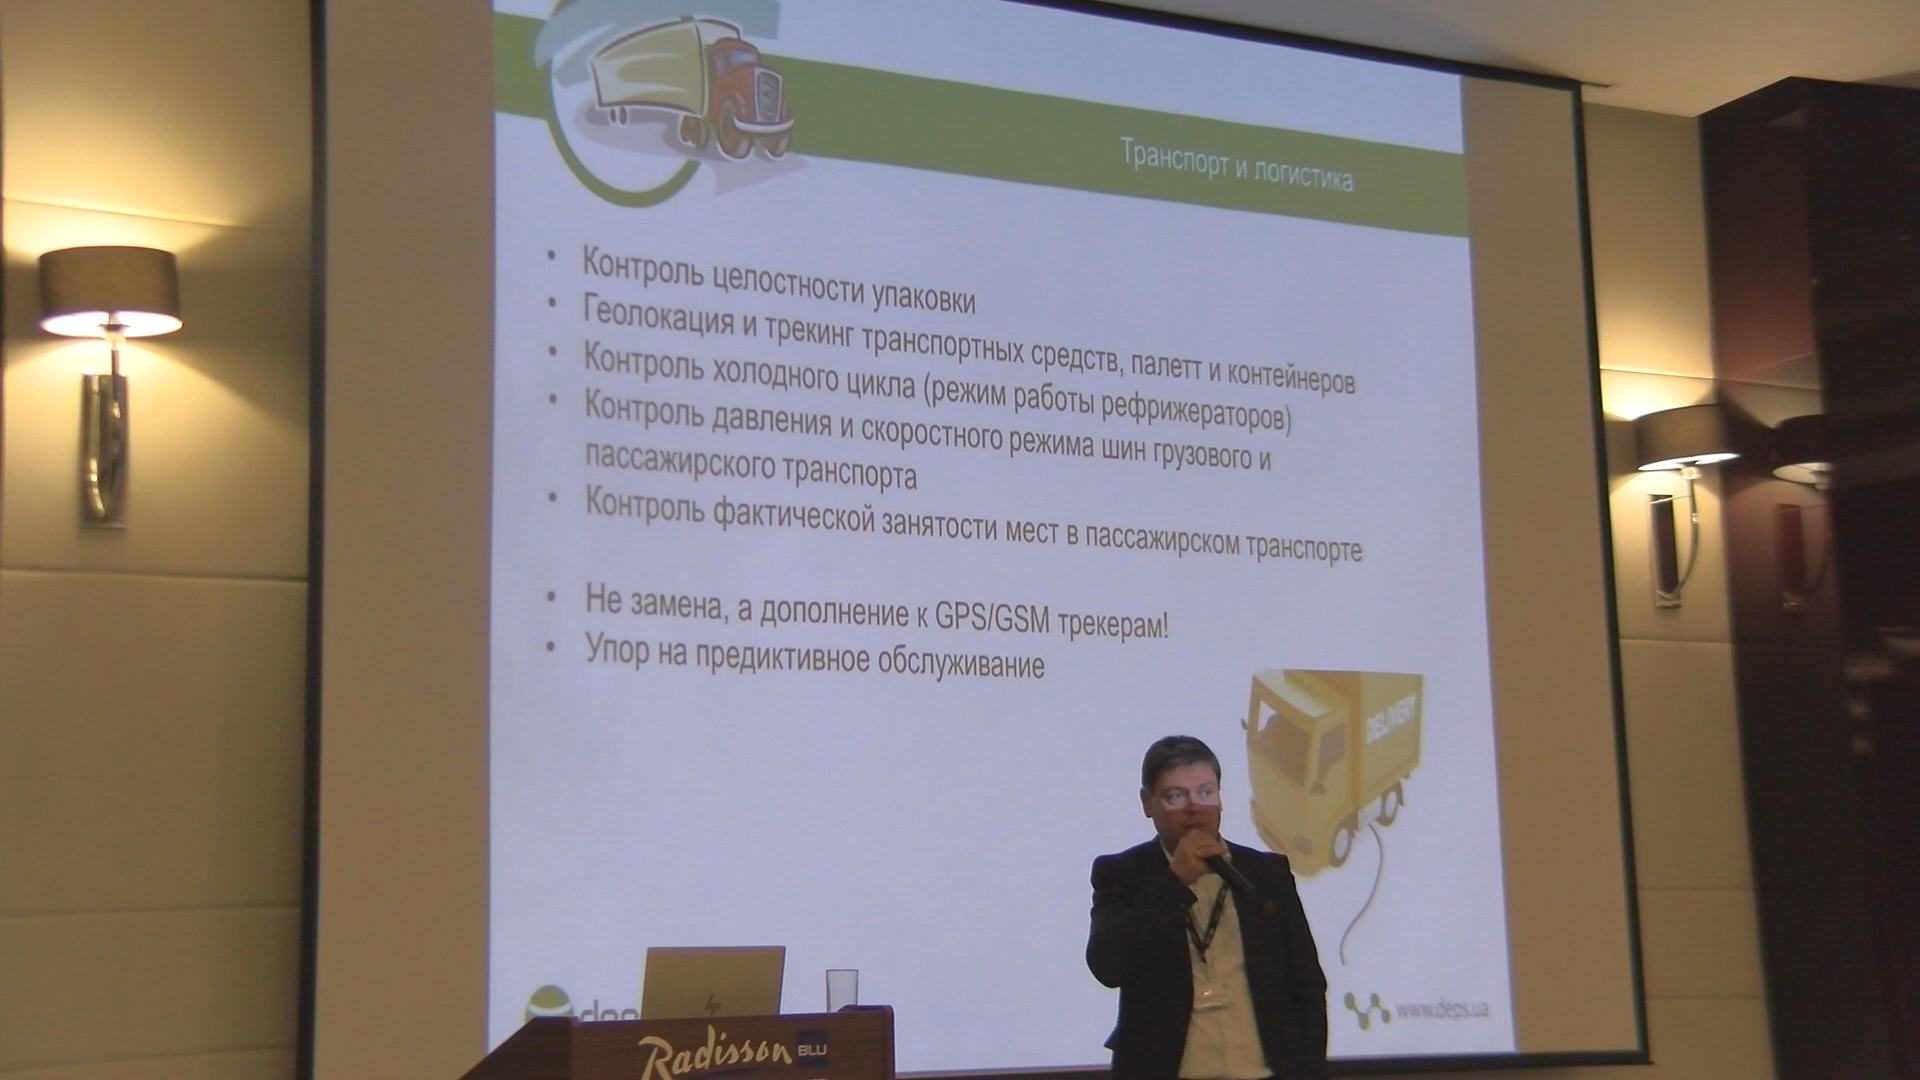 Транспорт и логистика
• Контроль целостности упаковки
• Геолокация и трекинг транспортных средств, палетт и контейнеров
• Контроль холодного цикла (режим работы рефрижераторов)
• Контроль давления и скоростного режима шин грузового и
пассажирского транспорта
• Контроль фактической занятости мест в пассажирском транспорте
• Не замена, а дополнение к GPS/GSM трекерам!
• Упор на предиктивное обслуживание
DELIVERY
hp
www.deps.ua
Radisson BLU